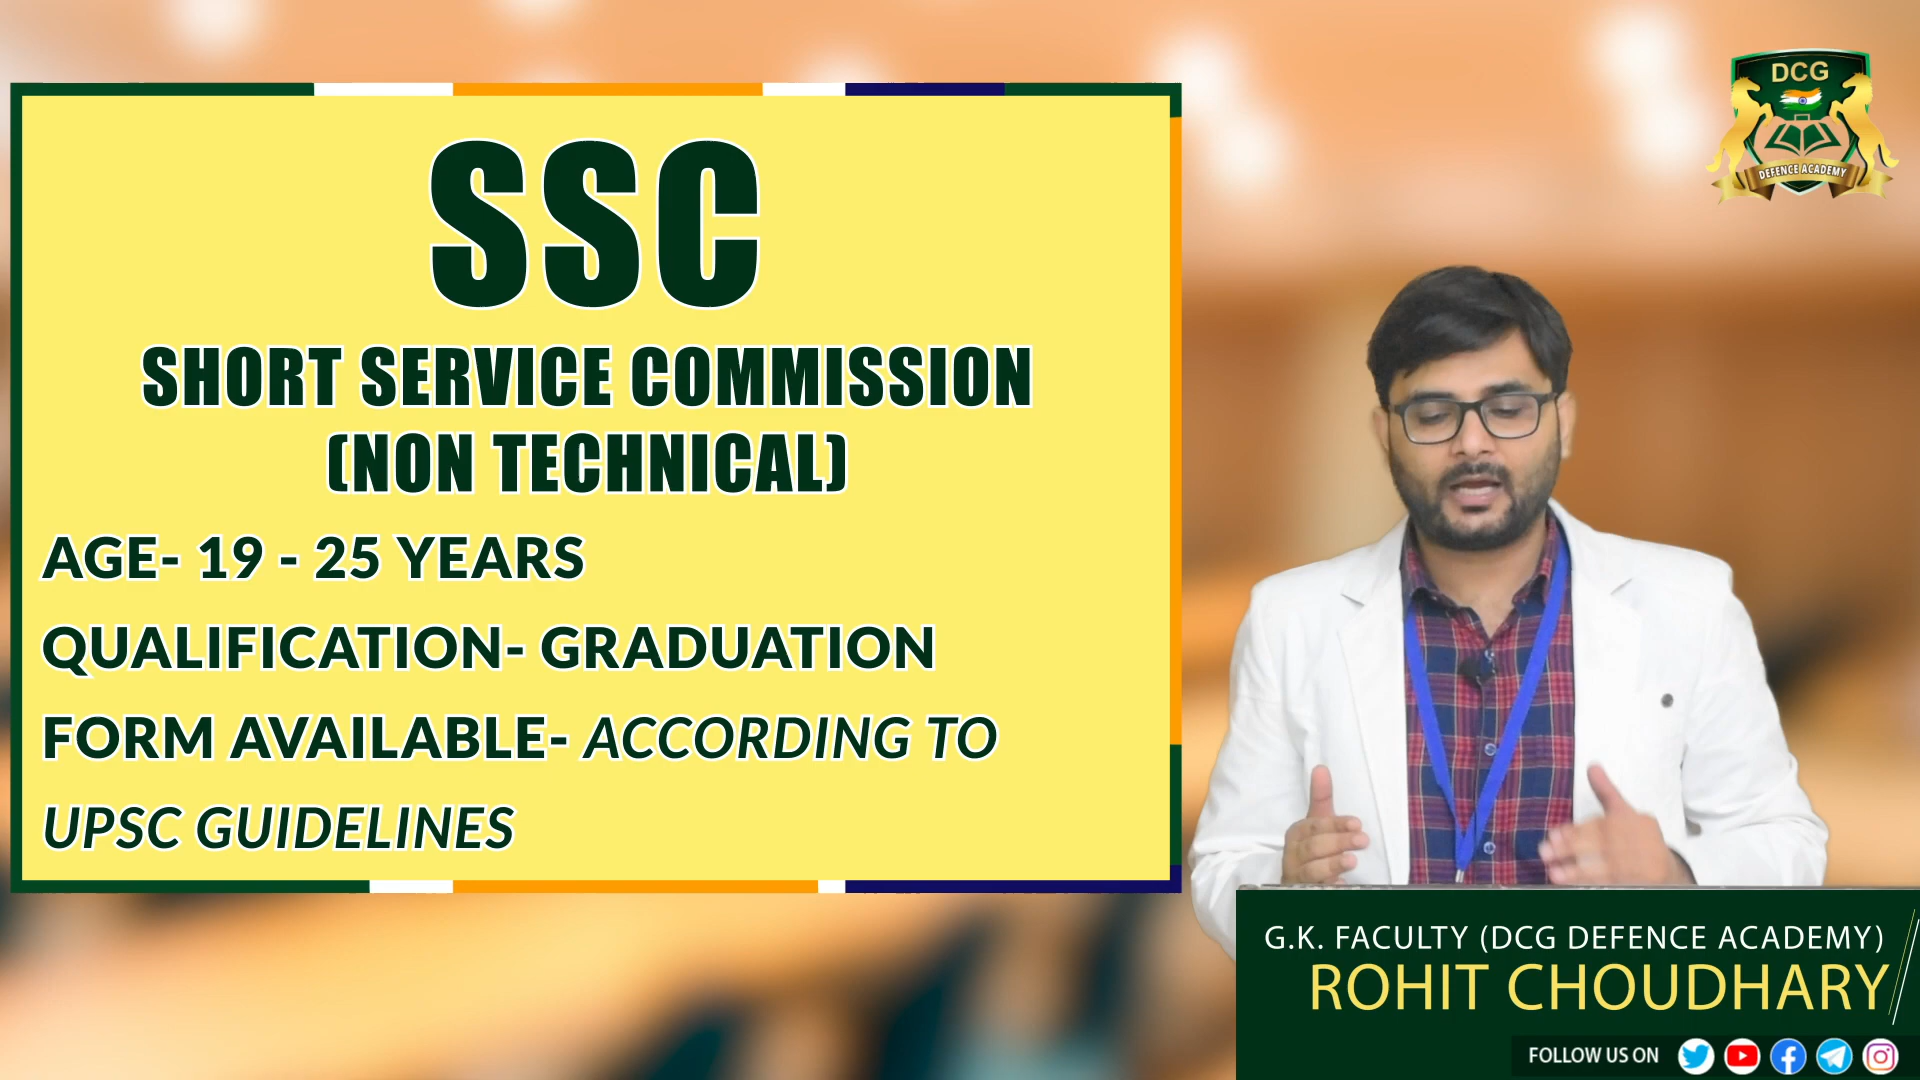 SSC
SHORT SERVICE COMMISSION
(NON TECHNICAL)
AGE- 19 - 25 YEARS
QUALIFICATION- GRADUATION
FORM AVAILABLE- ACCORDING TO
UPSC GUIDELINES
DCG
DEFENCE ACADEMY
G.K. FACULTY (DCG DEFENCE ACADEMY)
ROHIT CHOUDHARY
FOLLOW US ON